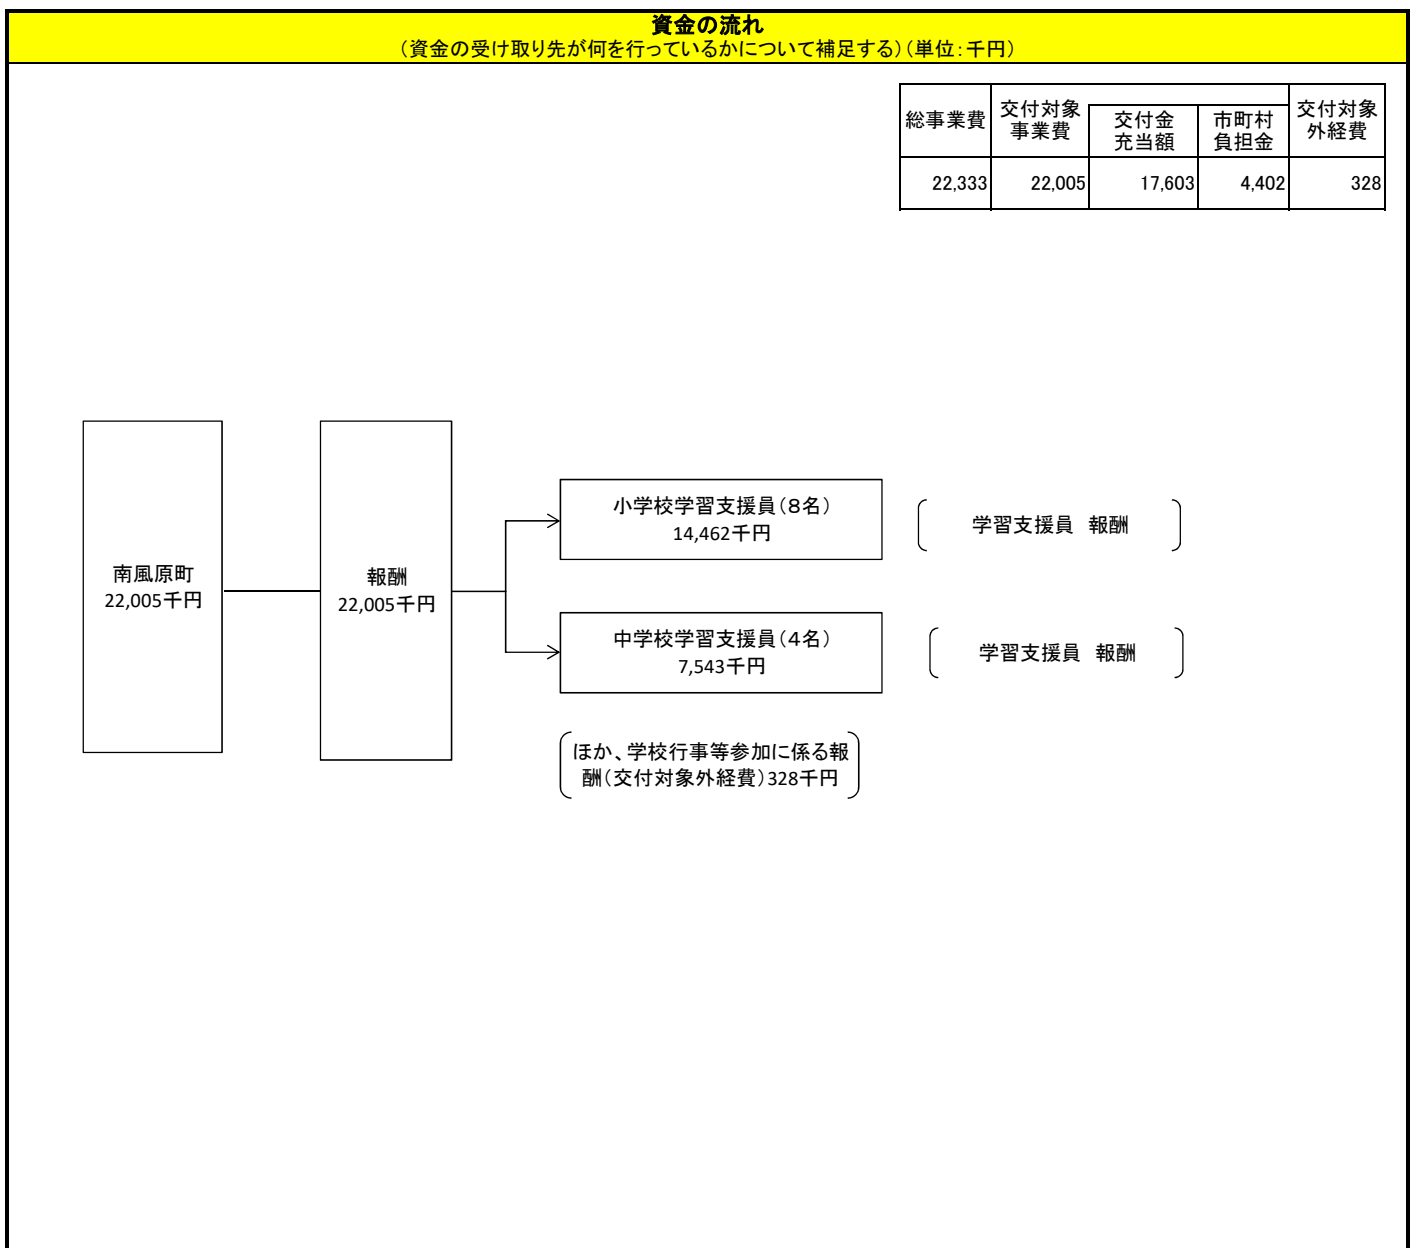 資金の流れ
（資金の受け取り先が何を行っているかについて補足する）（単位：千円）
総事業費
交付対象
事業費
交付金
充当額
市町村
負担金
交付対象
外経費
22,333
22,005
17,603
4,402
328
南風原町
22,005千円
報酬
22,005千円
小学校学習支援員（８名）
14,462千円
学習支援員　報酬
中学校学習支援員（４名）
7,543千円
学習支援員　報酬
ほか、学校行事等参加に係る報
酬（交付対象外経費）328千円